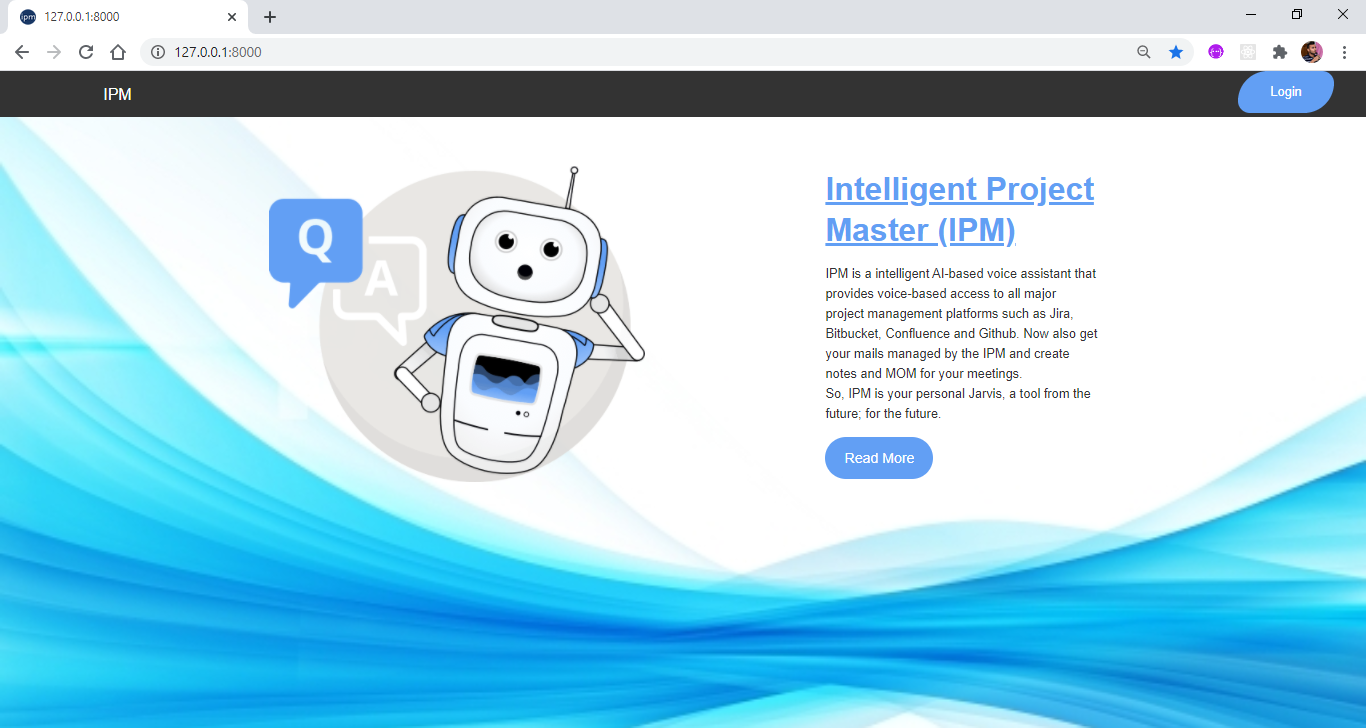 ipm 127.0.0.1:8000
127.0.0.1:8000
IPM
Login
Q
A
Intelligent Project
Master (IPM)
IPM is a intelligent AI-based voice assistant that
provides voice-based access to all major
project management platforms such as Jira,
Bitbucket, Confluence and Github. Now also get
your mails managed by the IPM and create
notes and MOM for your meetings.
So, IPM is your personal Jarvis, a tool from the
future; for the future.
Read More